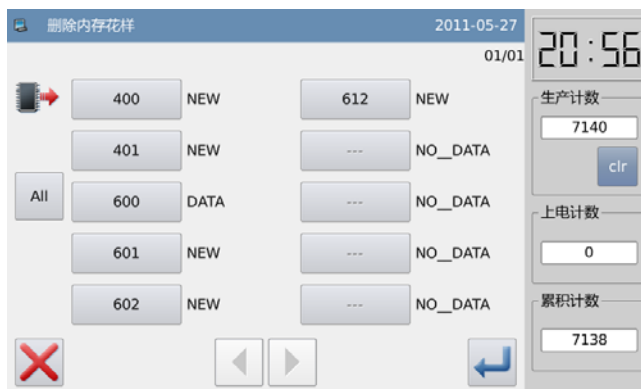 删除内存花样 2011-05-27
20:56
01/01
400 NEW 612 NEW
401 NEW --- NO__DATA
All 600 DATA --- NO__DATA
601 NEW --- NO__DATA
602 NEW --- NO__DATA
生产计数
7140
clr
上电计数
0
累积计数
7138